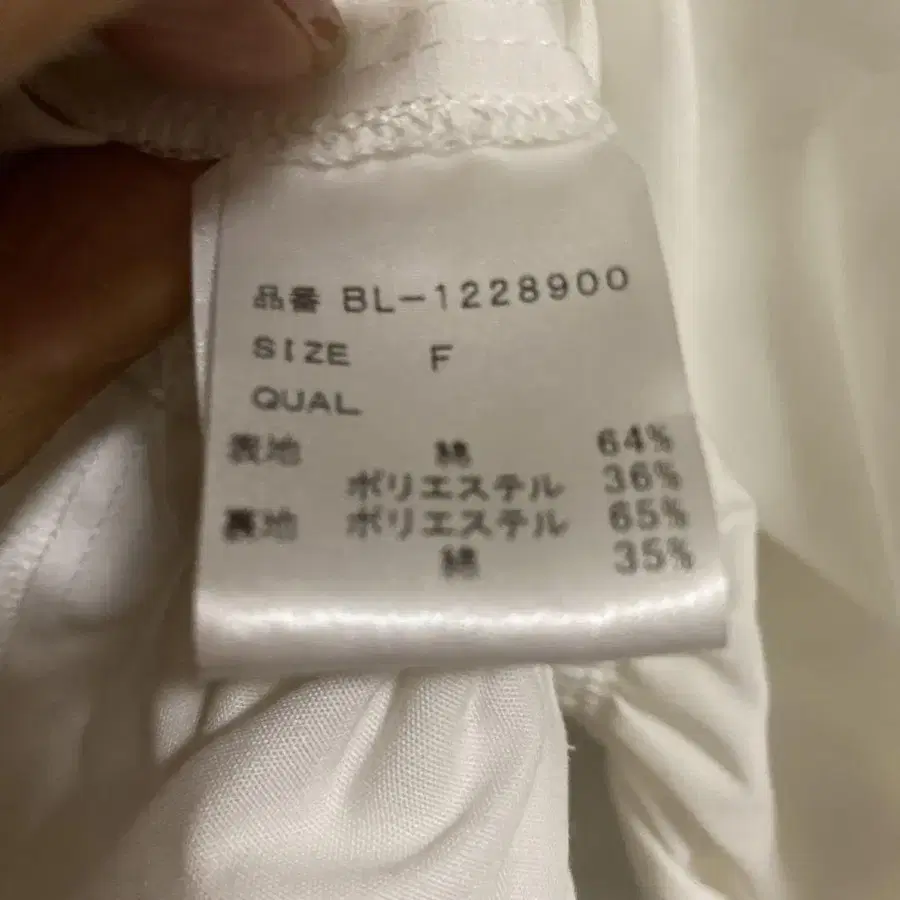 品番 BL-1228900
SIZE F
QUAL
表地 綿 64%
ポリエステル 36%
裏地 ポリエステル 65%
綿 35%